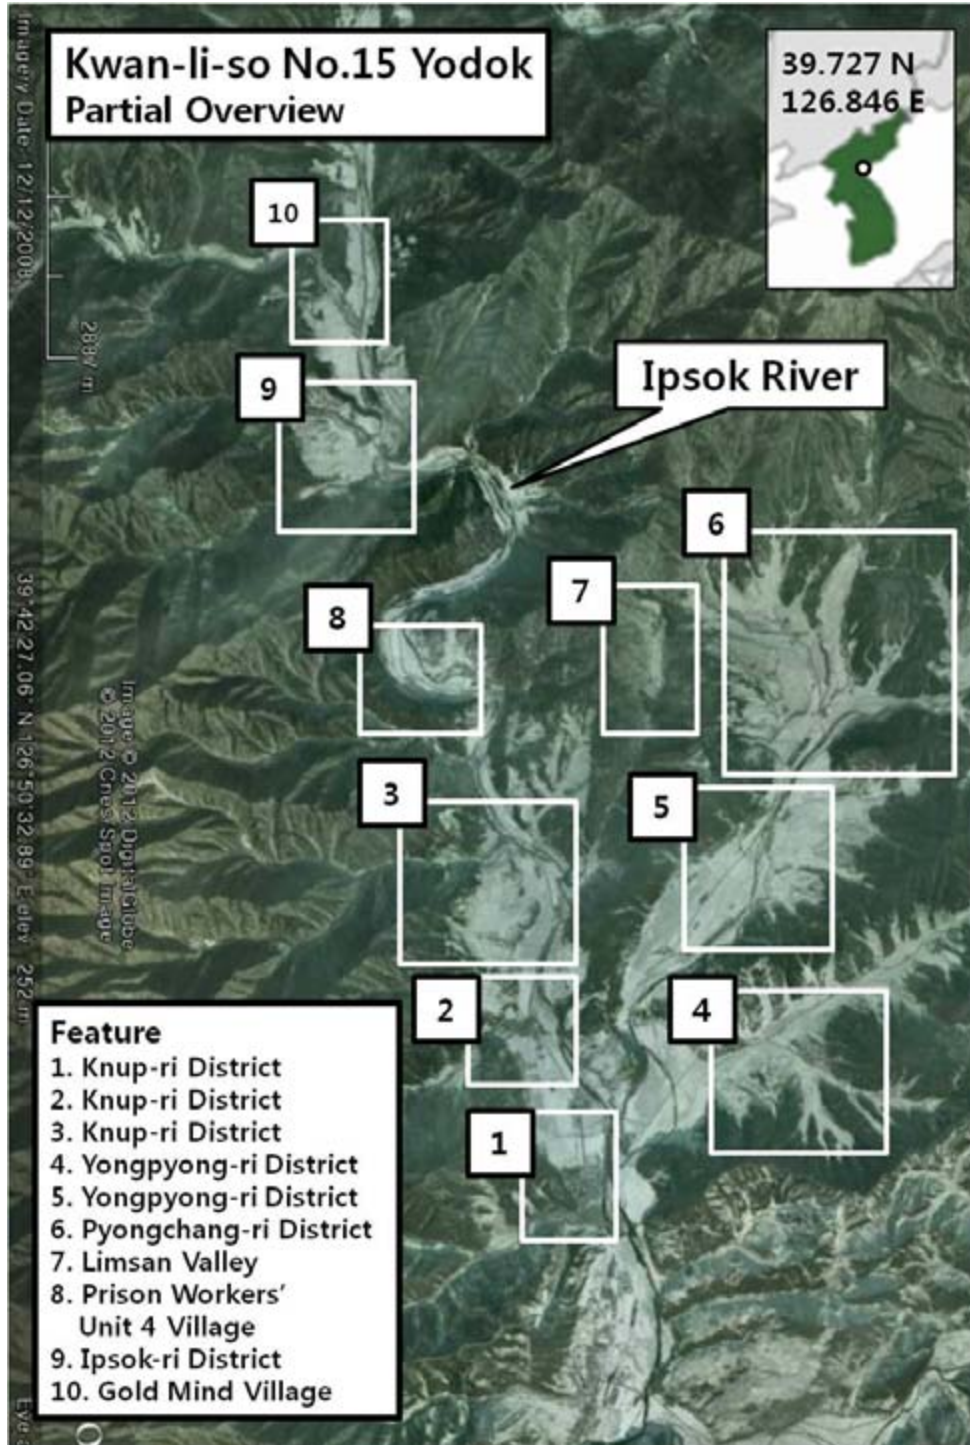 Kwan-li-so No.15 Yodok
Partial Overview
39.727 N
126.846 E
10
9
Ipsok River
6
7
8
3
5
2
4
1
Feature
1. Knup-ri District
2. Knup-ri District
3. Knup-ri District
4. Yongpyong-ri District
5. Yongpyong-ri District
6. Pyongchang-ri District
7. Limsan Valley
8. Prison Workers'
Unit 4 Village
9. Ipsok-ri District
10. Gold Mind Village
Imagery Date: 12/12/2008
39°42'27.06" N 126°50'32.89" E elev 252 m
Image © 2012 DigitalGlobe
© 2012 Cnes/Spot Image